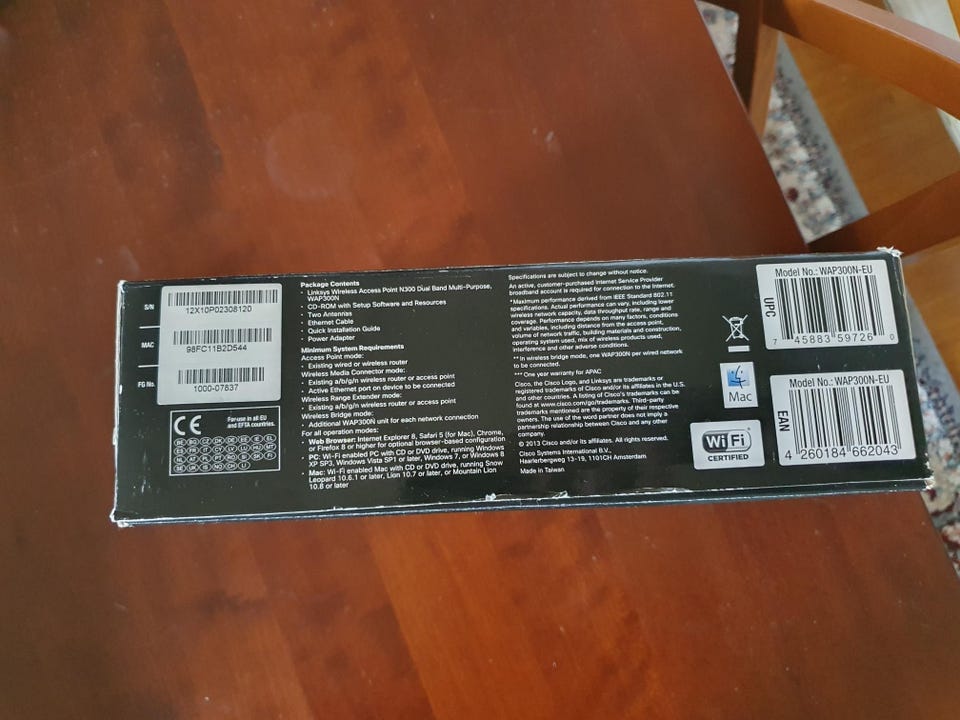 S/N
12X10P02308120
MAC
98FC11B2D544
FG No.
1000-07637
CE
For use in all EU
and EFTA countries.
Package Contents
• Linksys Wireless Access Point N300 Dual Band Multi-Purpose,
WAP300N
• CD-ROM with Setup Software and Resources
• Two Antennas
• Ethernet Cable
• Quick Installation Guide
• Power Adapter
Minimum System Requirements
Access Point mode:
• Existing wired or wireless router
Wireless Media Connector mode:
• Existing a/b/g/n wireless router or access point
• Active Ethernet port on device to be connected
Wireless Range Extender mode:
• Existing a/b/g/n wireless router or access point
Wireless Bridge mode:
• Additional WAP300N unit for each network connection
For all operation modes:
• Web Browser: Internet Explorer 8, Safari 5 (for Mac), Chrome,
or Firefox 8 or higher for optional browser-based configuration
• PC: Wi-Fi enabled PC with CD or DVD drive, running Windows
XP SP3, Windows Vista SP1 or later, Windows 7, or Windows 8
• Mac: Wi-Fi enabled Mac with CD or DVD drive, running Snow
Leopard 10.6.1 or later, Lion 10.7 or later, or Mountain Lion
10.8 or later
Specifications are subject to change without notice.
An active, customer-purchased Internet Service Provider
broadband account is required for connection to the Internet.
*Maximum performance derived from IEEE Standard 802.11
specifications. Actual performance can vary, including lower
wireless network capacity, data throughput rate, range and
coverage. Performance depends on many factors, conditions
and variables, including distance from the access point,
volume of network traffic, building materials and construction,
operating system used, mix of wireless products used,
interference and other adverse conditions.
** In wireless bridge mode, one WAP300N per wired network
to be connected.
*** One year warranty for APAC
Cisco, the Cisco Logo, and Linksys are trademarks or
registered trademarks of Cisco and/or its affiliates in the U.S.
and other countries. A listing of Cisco's trademarks can be
found at www.cisco.com/go/trademarks. Third-party
trademarks mentioned are the property of their respective
owners. The use of the word partner does not imply a
partnership relationship between Cisco and any other
company.
© 2013 Cisco and/or its affiliates. All rights reserved.
Cisco Systems International B.V.,
Haarlerbergweg 13-19, 1101CH Amsterdam
Made in Taiwan
Mac
Wi Fi
CERTIFIED
Model No.: WAP300N-EU
UPC
7 45883 59726 0
Model No.: WAP300N-EU
EAN
4 260184 662043